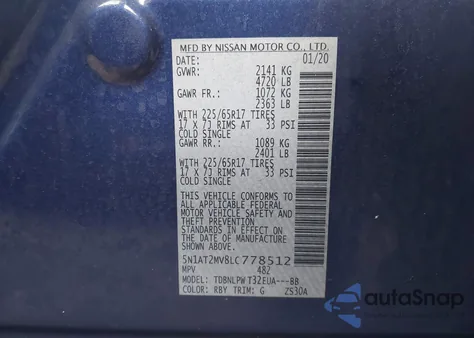 MFD BY NISSAN MOTOR CO., LTD.
DATE: 01/20
GVWR: 2141 KG
4720 LB
GAWR FR.: 1072 KG
2363 LB
WITH 225/65R17 TIRES
17 X 7J RIMS AT 33 PSI
COLD SINGLE
GAWR RR.: 1089 KG
2401 LB
WITH 225/65R17 TIRES
17 X 7J RIMS AT 33 PSI
COLD SINGLE
THIS VEHICLE CONFORMS TO
ALL APPLICABLE FEDERAL
MOTOR VEHICLE SAFETY AND
THEFT PREVENTION
STANDARDS IN EFFECT ON
THE DATE OF MANUFACTURE
SHOWN ABOVE.
5N1AT2MV8LC778512
MPV 482
MODEL: TDBNLPW T32EUA---BB
COLOR: RBY TRIM: G ZS30A
autoSnap
Powered by AutoBidMaster